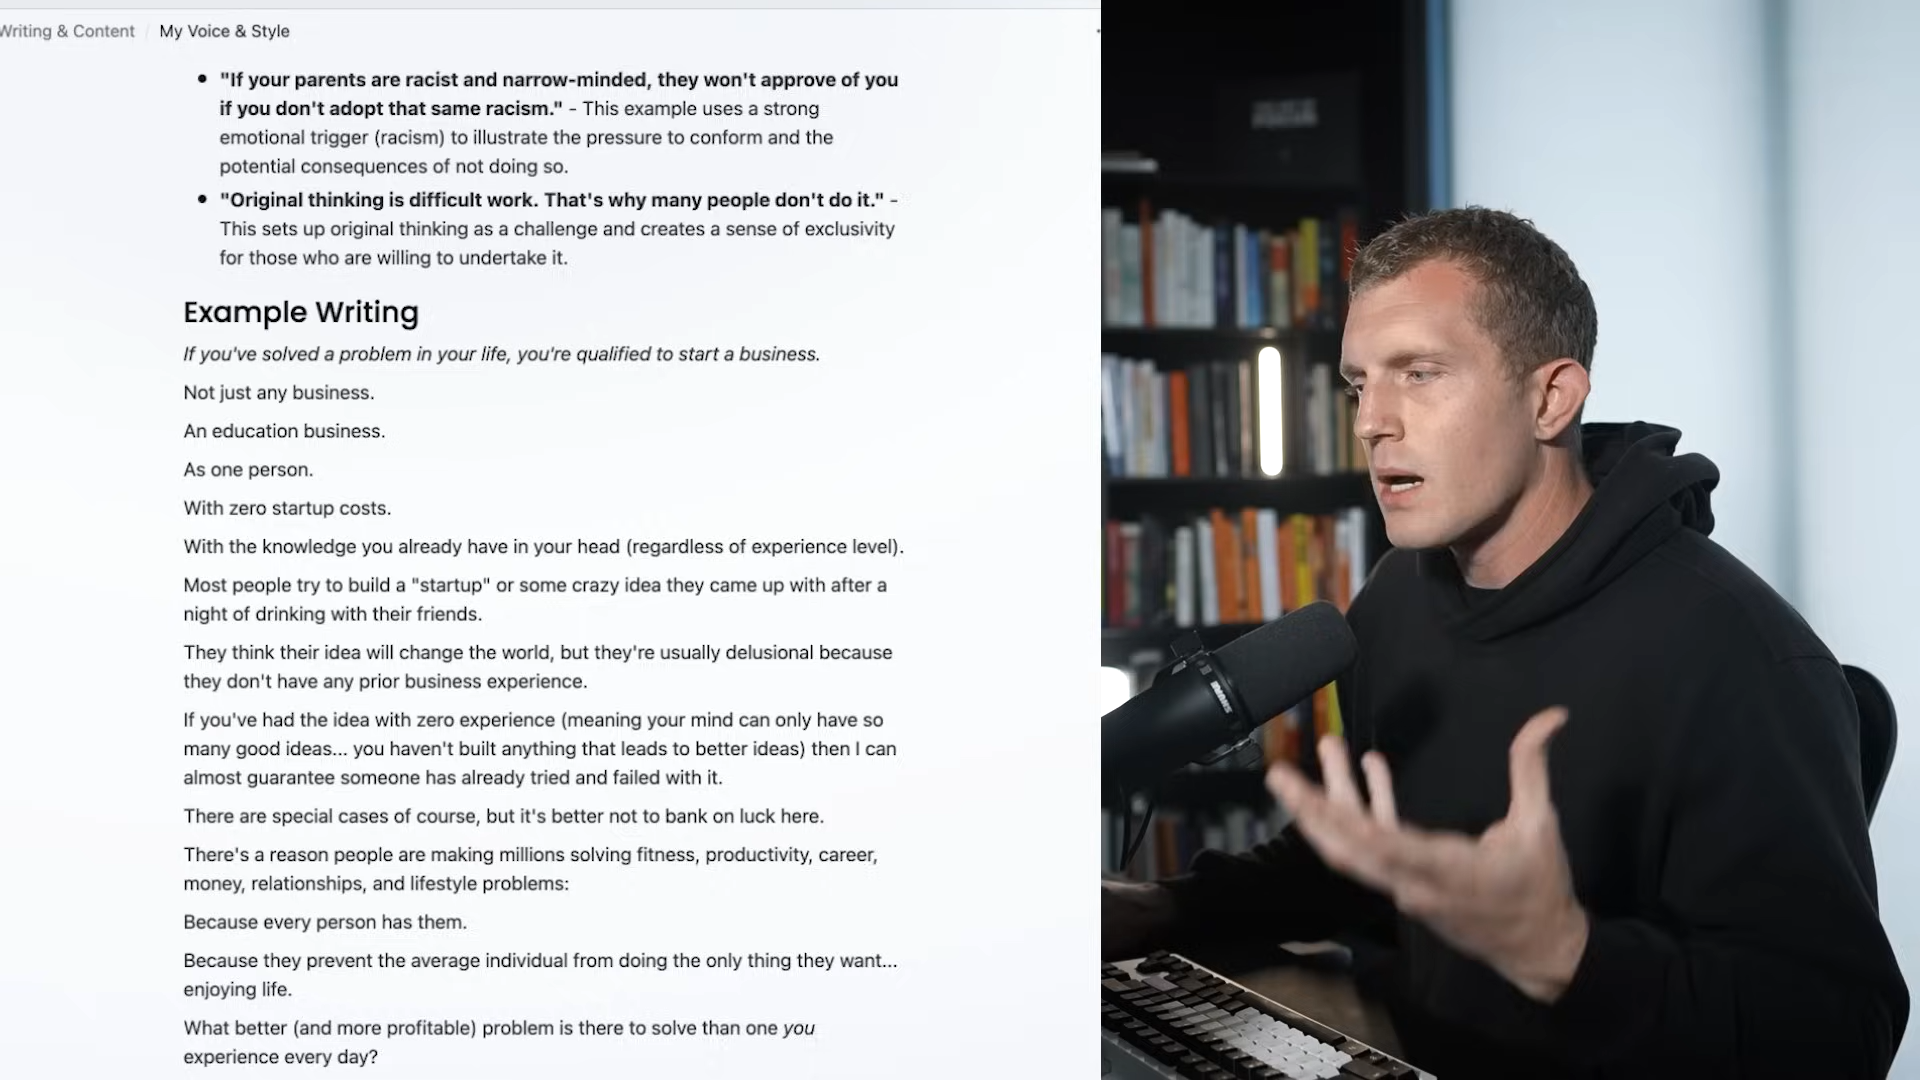 Writing & Content / My Voice & Style
• "If your parents are racist and narrow-minded, they won't approve of you
if you don't adopt that same racism." - This example uses a strong
emotional trigger (racism) to illustrate the pressure to conform and the
potential consequences of not doing so.
• "Original thinking is difficult work. That's why many people don't do it." -
This sets up original thinking as a challenge and creates a sense of exclusivity
for those who are willing to undertake it.
Example Writing
If you've solved a problem in your life, you're qualified to start a business.
Not just any business.
An education business.
As one person.
With zero startup costs.
With the knowledge you already have in your head (regardless of experience level).
Most people try to build a "startup" or some crazy idea they came up with after a
night of drinking with their friends.
They think their idea will change the world, but they're usually delusional because
they don't have any prior business experience.
If you've had the idea with zero experience (meaning your mind can only have so
many good ideas... you haven't built anything that leads to better ideas) then I can
almost guarantee someone has already tried and failed with it.
There are special cases of course, but it's better not to bank on luck here.
There's a reason people are making millions solving fitness, productivity, career,
money, relationships, and lifestyle problems:
Because every person has them.
Because they prevent the average individual from doing the only thing they want...
enjoying life.
What better (and more profitable) problem is there to solve than one you
experience every day?
SHURE